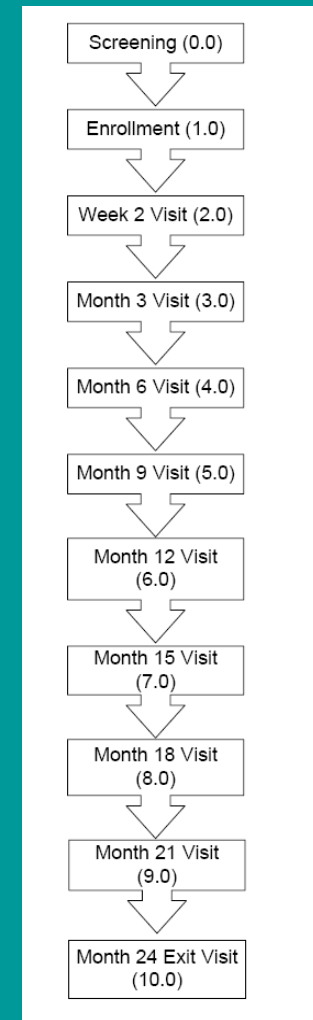 Screening (0.0)
Enrollment (1.0)
Week 2 Visit (2.0)
Month 3 Visit (3.0)
Month 6 Visit (4.0)
Month 9 Visit (5.0)
Month 12 Visit
(6.0)
Month 15 Visit
(7.0)
Month 18 Visit
(8.0)
Month 21 Visit
(9.0)
Month 24 Exit Visit
(10.0)